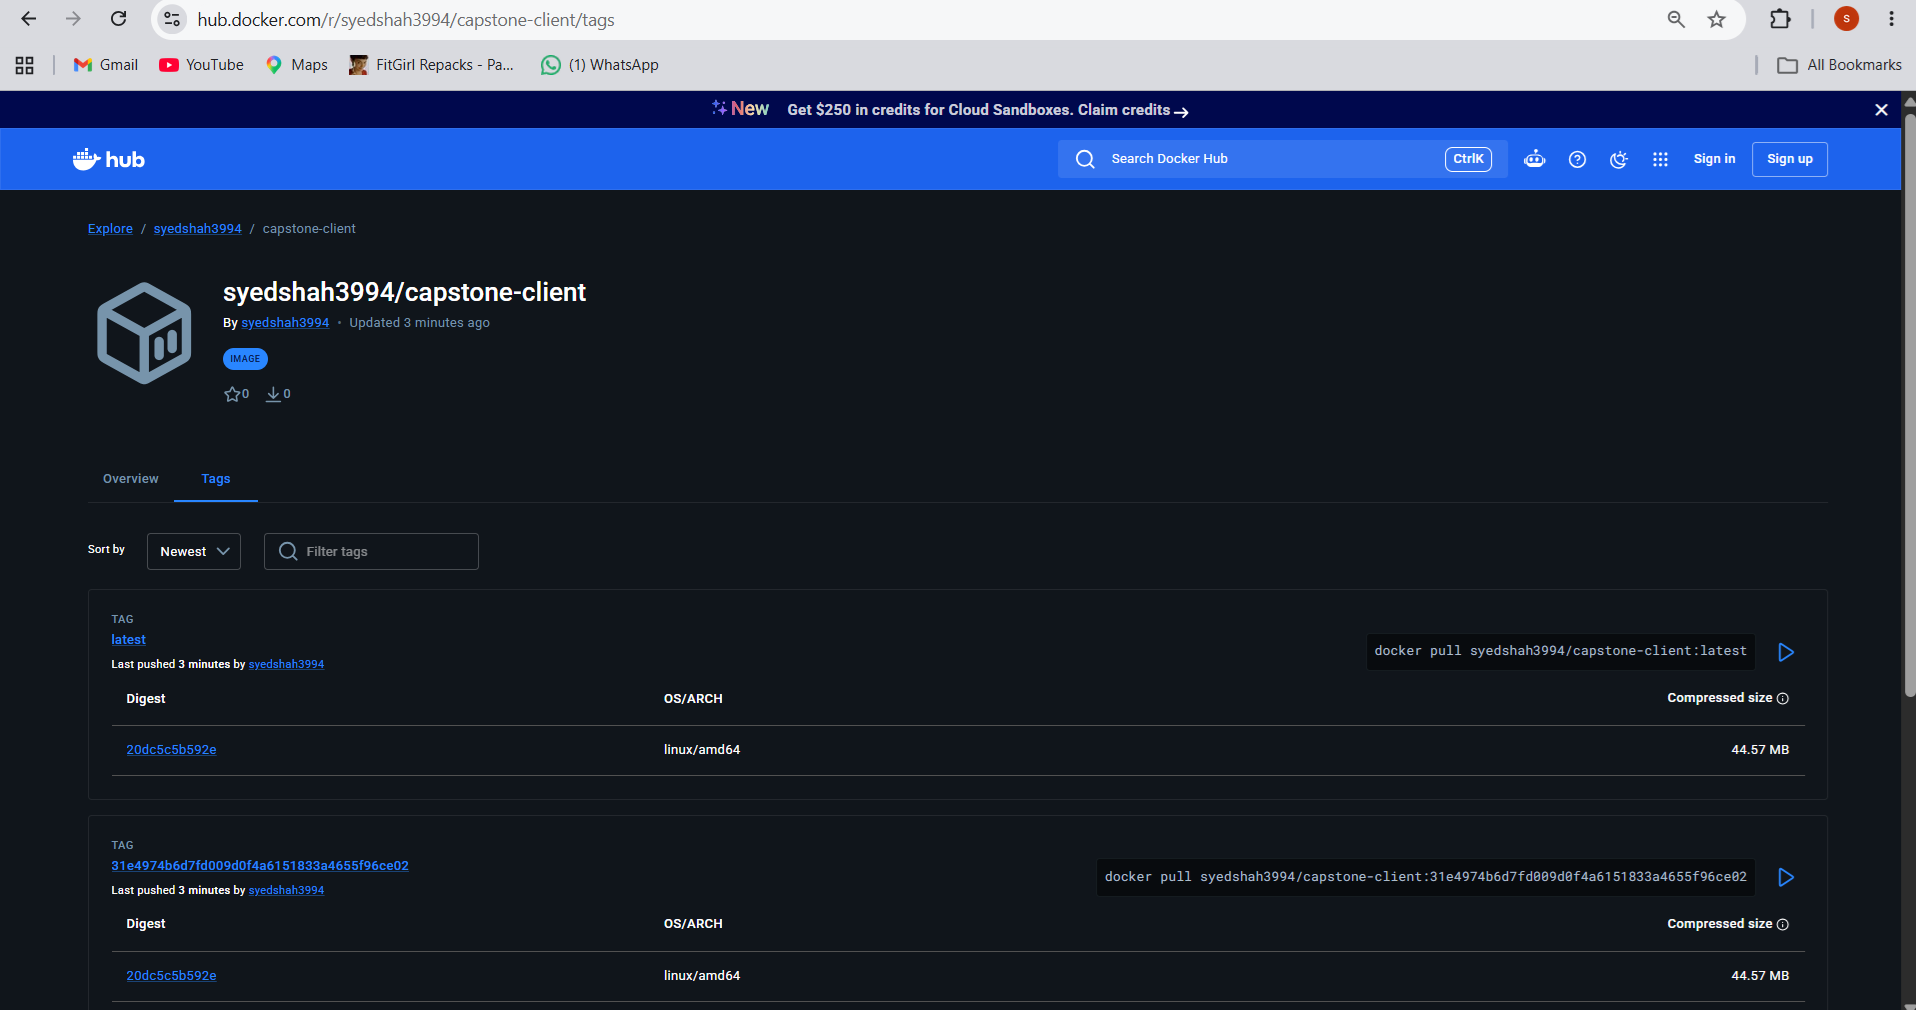 hub.docker.com/r/syedshah3994/capstone-client/tags
S
Gmail
YouTube
Maps
FitGirl Repacks - Pa...
(1) WhatsApp
All Bookmarks
New Get $250 in credits for Cloud Sandboxes. Claim credits →
hub
Search Docker Hub
CtrlK
Sign in
Sign up
Explore / syedshah3994 / capstone-client
syedshah3994/capstone-client
By syedshah3994 · Updated 3 minutes ago
IMAGE
0 0
Overview
Tags
Sort by
Newest
Filter tags
TAG
latest
Last pushed 3 minutes by syedshah3994
docker pull syedshah3994/capstone-client:latest
Digest OS/ARCH Compressed size
20dc5c5b592e linux/amd64 44.57 MB
TAG
31e4974b6d7fd009d0f4a6151833a4655f96ce02
Last pushed 3 minutes by syedshah3994
docker pull syedshah3994/capstone-client:31e4974b6d7fd009d0f4a6151833a4655f96ce02
Digest OS/ARCH Compressed size
20dc5c5b592e linux/amd64 44.57 MB